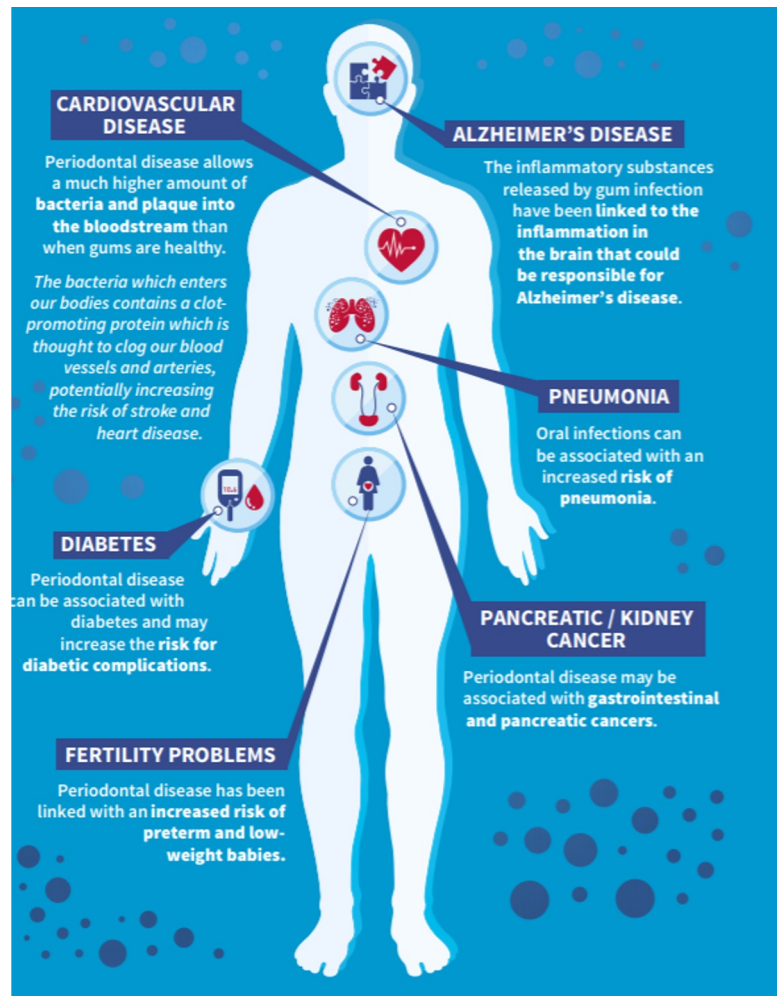 CARDIOVASCULAR
DISEASE
Periodontal disease allows
a much higher amount of
bacteria and plaque into
the bloodstream than
when gums are healthy.
The bacteria which enters
our bodies contains a clot-
promoting protein which is
thought to clog our blood
vessels and arteries,
potentially increasing
the risk of stroke and
heart disease.
ALZHEIMER'S DISEASE
The inflammatory substances
released by gum infection
have been linked to the
inflammation in
the brain that could
be responsible for
Alzheimer's disease.
PNEUMONIA
Oral infections can
be associated with an
increased risk of
pneumonia.
10.6
DIABETES
Periodontal disease
can be associated with
diabetes and may
increase the risk for
diabetic complications.
PANCREATIC / KIDNEY
CANCER
Periodontal disease may be
associated with gastrointestinal
and pancreatic cancers.
FERTILITY PROBLEMS
Periodontal disease has been
linked with an increased risk of
preterm and low-
weight babies.